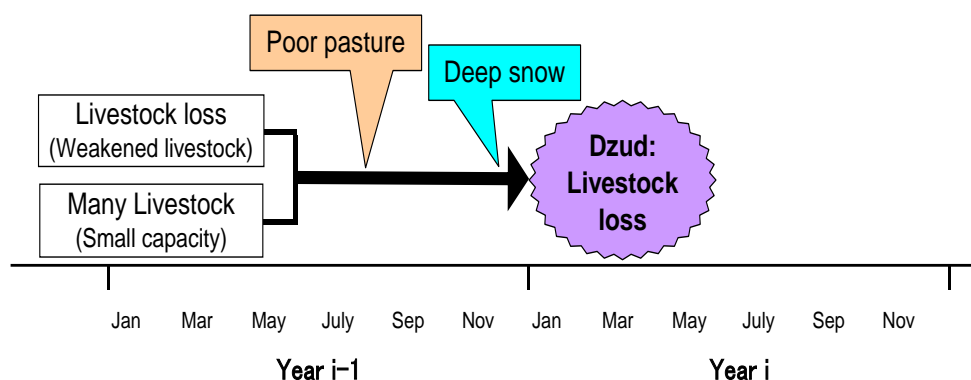 Poor pasture
Deep snow
Livestock loss
(Weakened livestock)
Many Livestock
(Small capacity)
Dzud:
Livestock
loss
Jan Mar May July Sep Nov Jan Mar May July Sep Nov
Year i-1 Year i